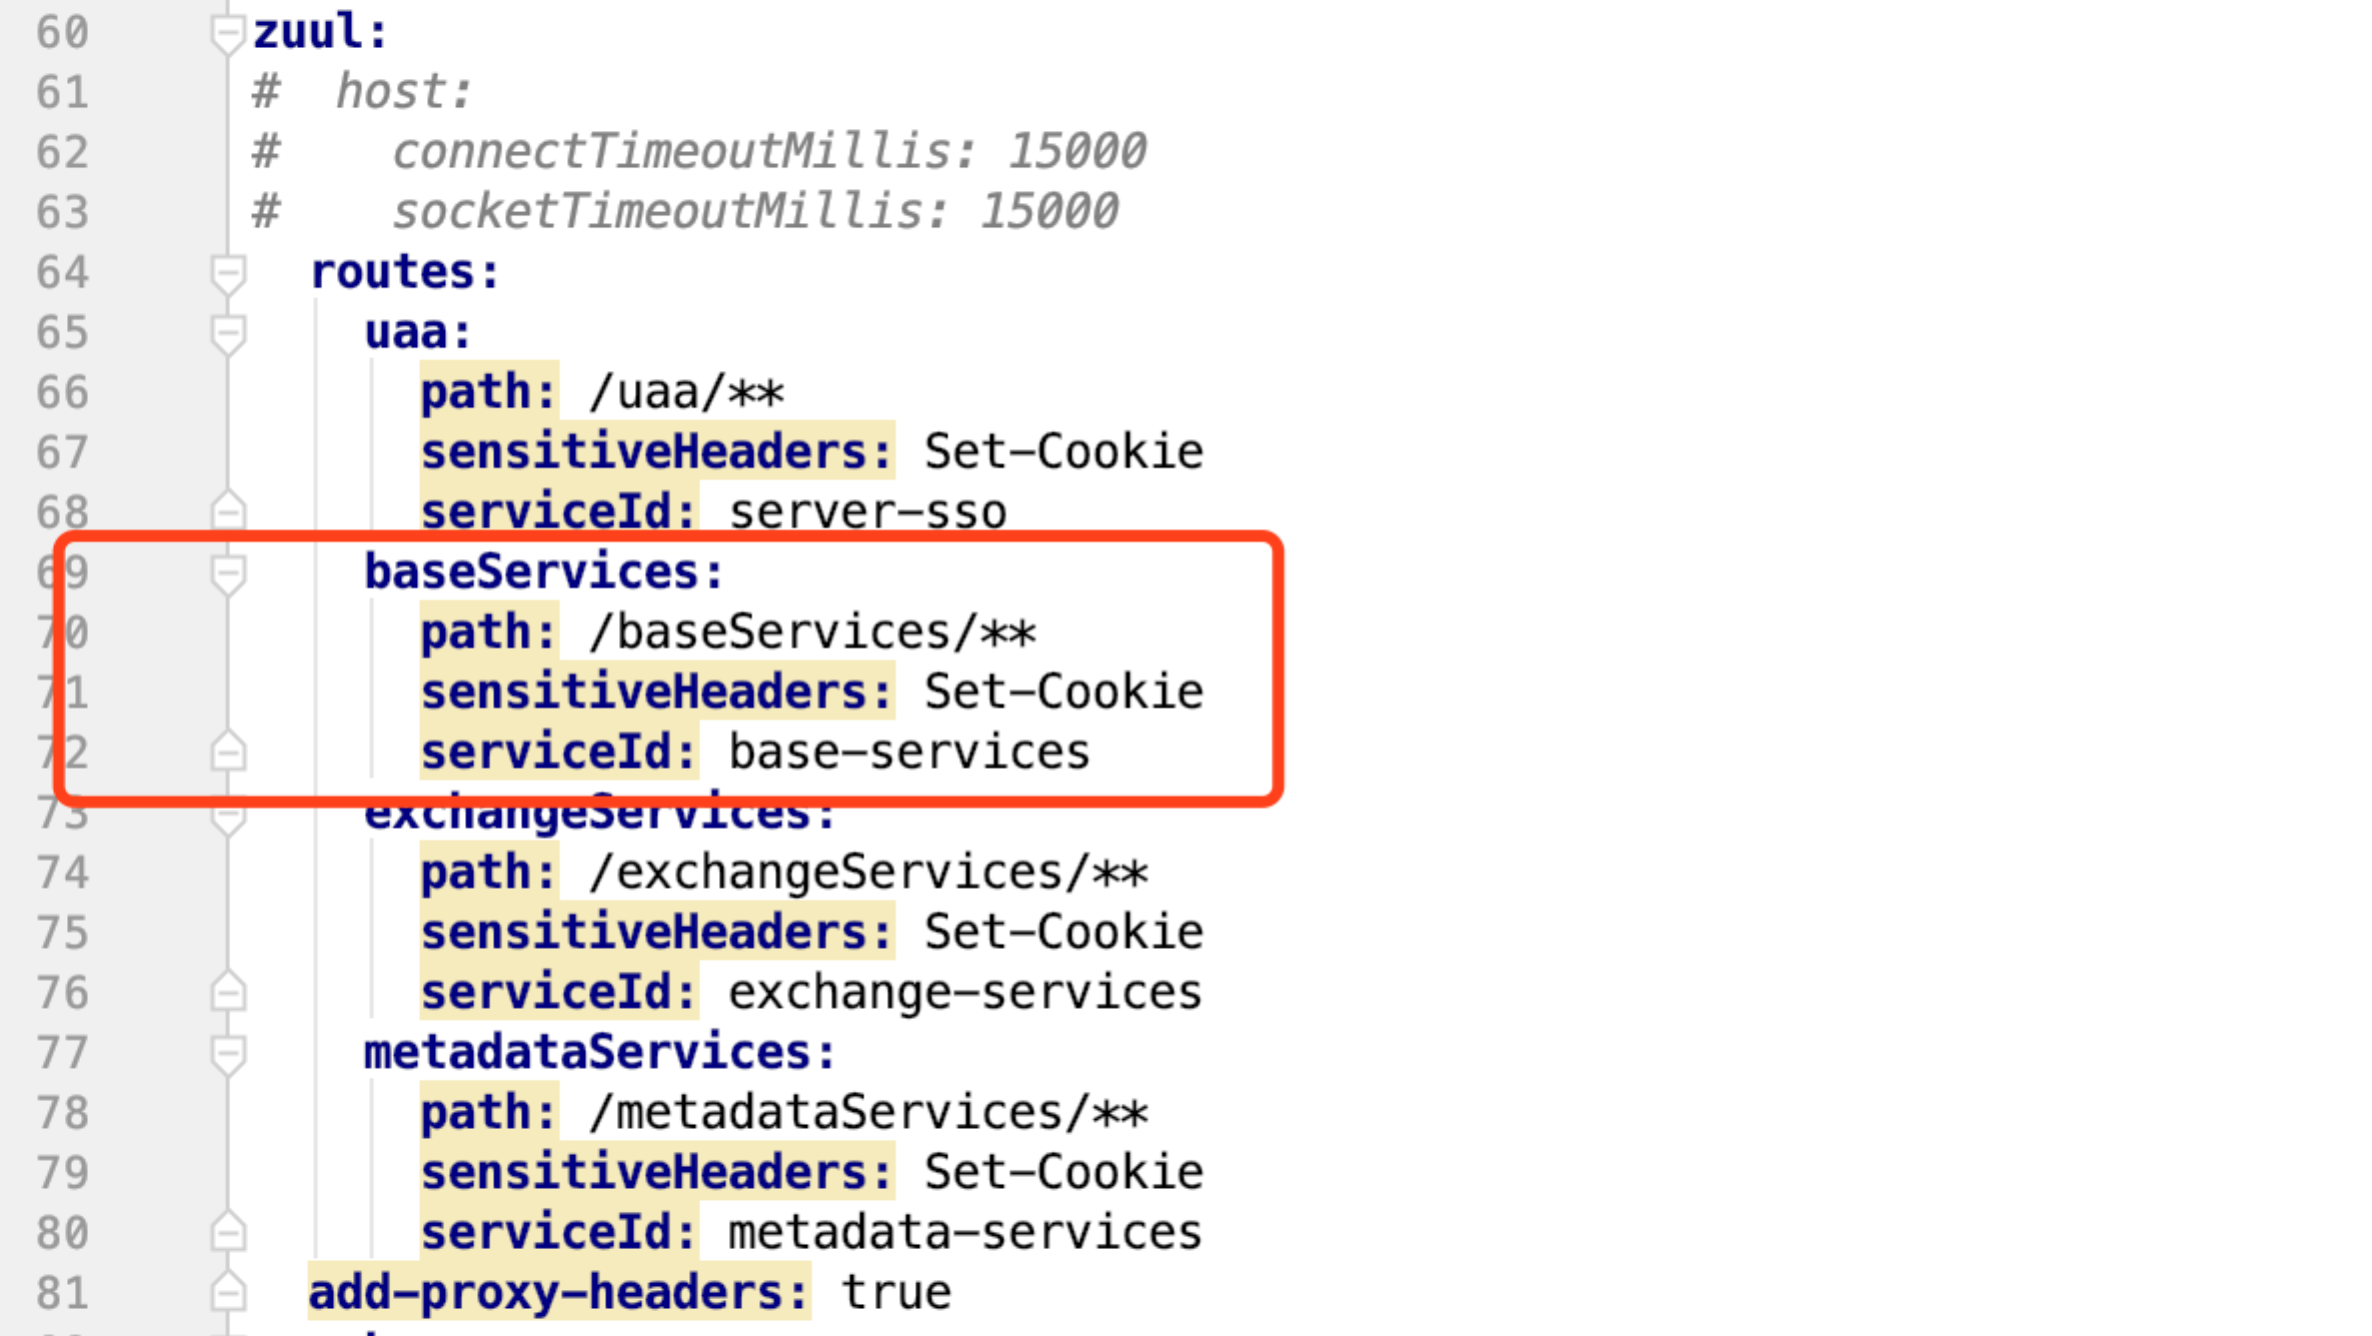 60 zuul:
61 #  host:
62 #    connectTimeoutMillis: 15000
63 #    socketTimeoutMillis: 15000
64   routes:
65     uaa:
66       path: /uaa/**
67       sensitiveHeaders: Set-Cookie
68       serviceId: server-sso
69     baseServices:
70       path: /baseServices/**
71       sensitiveHeaders: Set-Cookie
72       serviceId: base-services
73     exchangeServices:
74       path: /exchangeServices/**
75       sensitiveHeaders: Set-Cookie
76       serviceId: exchange-services
77     metadataServices:
78       path: /metadataServices/**
79       sensitiveHeaders: Set-Cookie
80       serviceId: metadata-services
81   add-proxy-headers: true